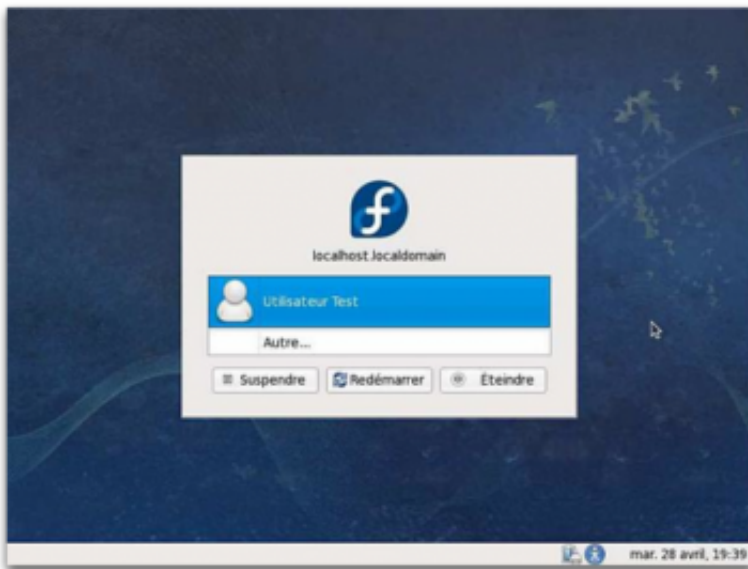 localhost.localdomain
Utilisateur Test
Autre...
Suspendre Redémarrer Éteindre
mar. 28 avril, 19:39